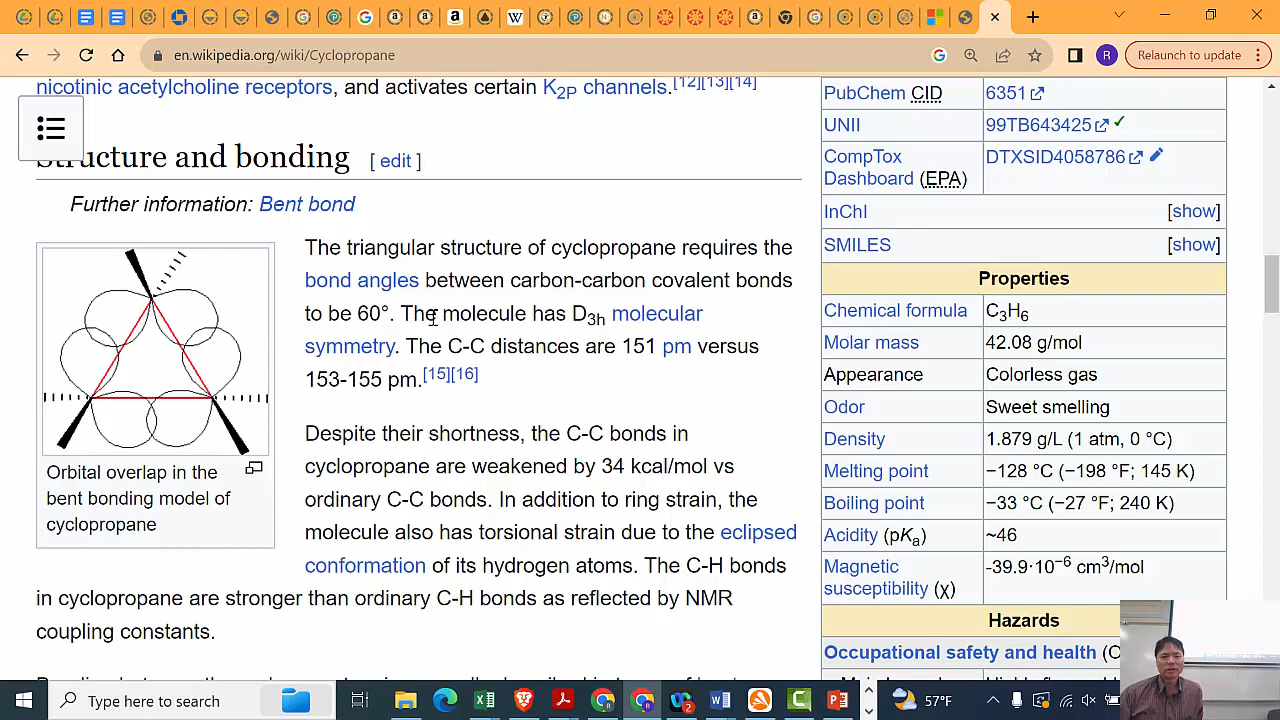 en.wikipedia.org/wiki/Cyclopropane
R
Relaunch to update
nicotinic acetylcholine receptors, and activates certain K2P channels.[12][13][14]
Structure and bonding [ edit ]
Further information: Bent bond
Orbital overlap in the
bent bonding model of
cyclopropane
The triangular structure of cyclopropane requires the
bond angles between carbon-carbon covalent bonds
to be 60°. The molecule has D3h molecular
symmetry. The C-C distances are 151 pm versus
153-155 pm.[15][16]
Despite their shortness, the C-C bonds in
cyclopropane are weakened by 34 kcal/mol vs
ordinary C-C bonds. In addition to ring strain, the
molecule also has torsional strain due to the eclipsed
conformation of its hydrogen atoms. The C-H bonds
in cyclopropane are stronger than ordinary C-H bonds as reflected by NMR
coupling constants.
PubChem CID 6351
UNII 99TB643425
CompTox DTXSID4058786
Dashboard (EPA)
InChI [show]
SMILES [show]
Properties
Chemical formula C3H6
Molar mass 42.08 g/mol
Appearance Colorless gas
Odor Sweet smelling
Density 1.879 g/L (1 atm, 0 °C)
Melting point −128 °C (−198 °F; 145 K)
Boiling point −33 °C (−27 °F; 240 K)
Acidity (pKa) ~46
Magnetic -39.9·10−6 cm3/mol
susceptibility (χ)
Hazards
Occupational safety and health (O
Type here to search
57°F